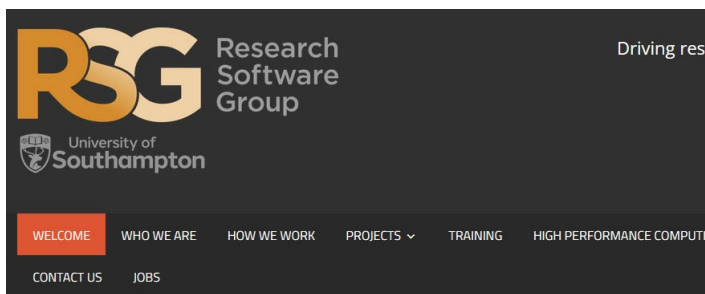 RSG
Research
Software
Group
Driving res
University of
Southampton
WELCOME WHO WE ARE HOW WE WORK PROJECTS TRAINING HIGH PERFORMANCE COMPUTI
CONTACT US JOBS